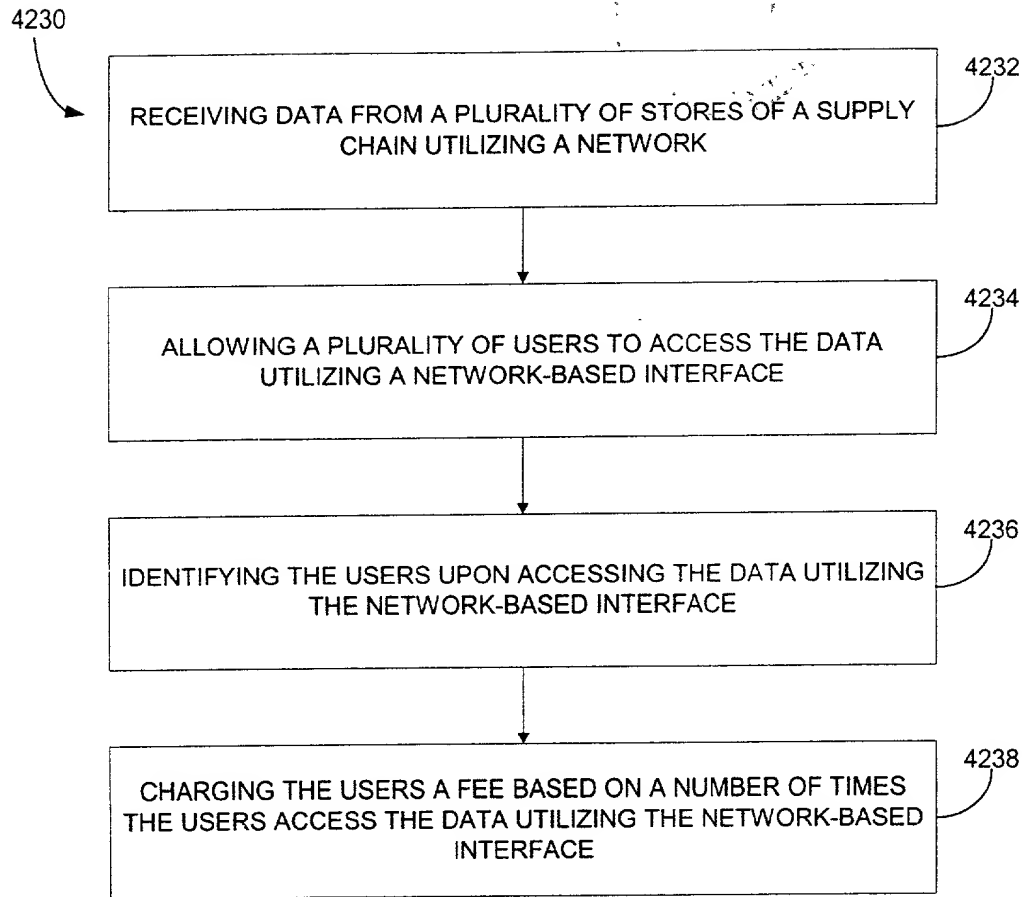 4230
4232
RECEIVING DATA FROM A PLURALITY OF STORES OF A SUPPLY
CHAIN UTILIZING A NETWORK
4234
ALLOWING A PLURALITY OF USERS TO ACCESS THE DATA
UTILIZING A NETWORK-BASED INTERFACE
4236
IDENTIFYING THE USERS UPON ACCESSING THE DATA UTILIZING
THE NETWORK-BASED INTERFACE
4238
CHARGING THE USERS A FEE BASED ON A NUMBER OF TIMES
THE USERS ACCESS THE DATA UTILIZING THE NETWORK-BASED
INTERFACE